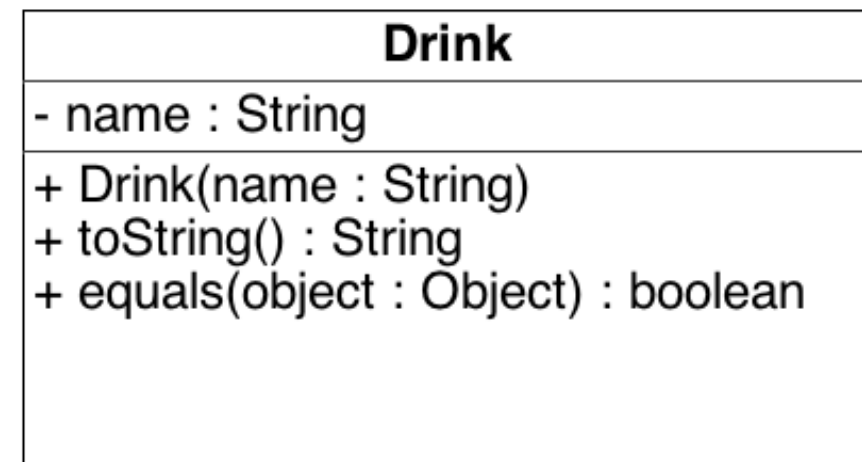 Drink
- name : String
+ Drink(name : String)
+ toString() : String
+ equals(object : Object) : boolean